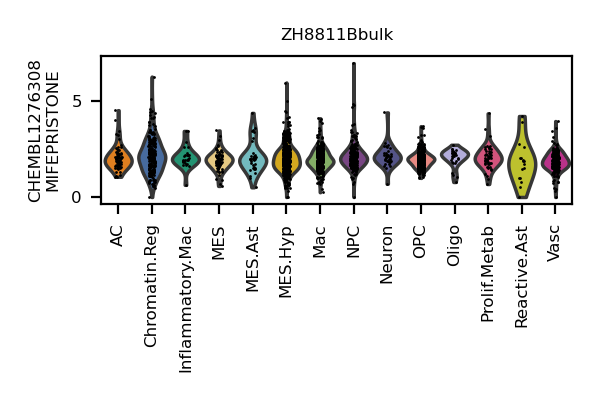 ZH8811Bbulk
CHEMBL1276308
MIFEPRISTONE
5
0
AC
Chromatin.Reg
Inflammatory.Mac
MES
MES.Ast
MES.Hyp
Mac
NPC
Neuron
OPC
Oligo
Prolif.Metab
Reactive.Ast
Vasc